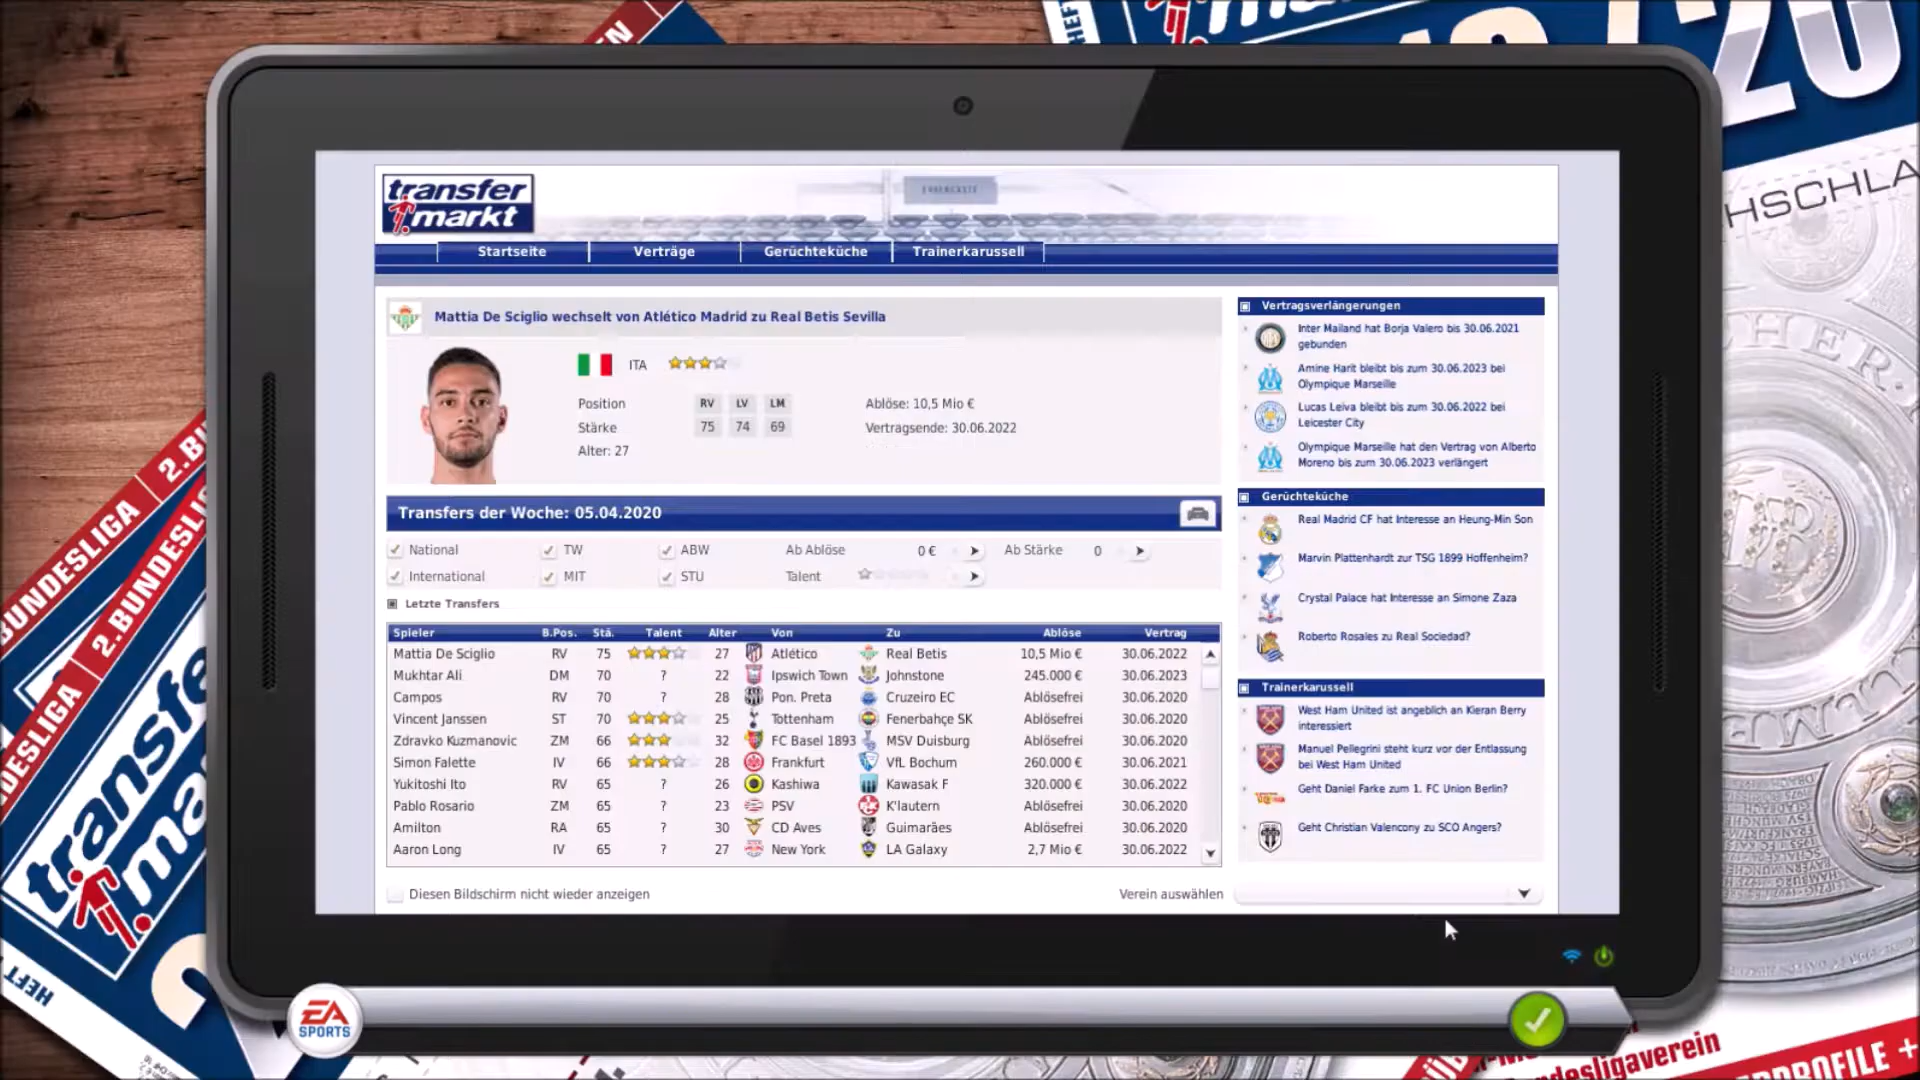 transfer
markt
Startseite
Verträge
Gerüchteküche
Trainerkarussell
Mattia De Sciglio wechselt von Atlético Madrid zu Real Betis Sevilla
ITA
Position RV LV LM
Stärke 75 74 69
Alter: 27
Ablöse: 10,5 Mio €
Vertragsende: 30.06.2022
Transfers der Woche: 05.04.2020
National TW ABW Ab Ablöse 0 € Ab Stärke 0
International MIT STU Talent
Letzte Transfers
Spieler B.Pos. Stä. Talent Alter Von Zu Ablöse Vertrag
Mattia De Sciglio RV 75 27 Atlético Real Betis 10,5 Mio € 30.06.2022
Mukhtar Ali DM 70 ? 22 Ipswich Town Johnstone 245.000 € 30.06.2023
Campos RV 70 ? 28 Pon. Preta Cruzeiro EC Ablösefrei 30.06.2020
Vincent Janssen ST 70 25 Tottenham Fenerbahçe SK Ablösefrei 30.06.2020
Zdravko Kuzmanovic ZM 66 32 FC Basel 1893 MSV Duisburg Ablösefrei 30.06.2020
Simon Falette IV 66 28 Frankfurt VfL Bochum 260.000 € 30.06.2021
Yukitoshi Ito RV 65 ? 26 Kashiwa Kawasak F 320.000 € 30.06.2022
Pablo Rosario ZM 65 ? 23 PSV K'lautern Ablösefrei 30.06.2020
Amilton RA 65 ? 30 CD Aves Guimarães Ablösefrei 30.06.2020
Aaron Long IV 65 ? 27 New York LA Galaxy 2,7 Mio € 30.06.2022
Diesen Bildschirm nicht wieder anzeigen
Verein auswählen
Vertragsverlängerungen
Inter Mailand hat Borja Valero bis 30.06.2021
gebunden
Amine Harit bleibt bis zum 30.06.2023 bei
Olympique Marseille
Lucas Leiva bleibt bis zum 30.06.2022 bei
Leicester City
Olympique Marseille hat den Vertrag von Alberto
Moreno bis zum 30.06.2023 verlängert
Gerüchteküche
Real Madrid CF hat Interesse an Heung-Min Son
Marvin Plattenhardt zur TSG 1899 Hoffenheim?
Crystal Palace hat Interesse an Simone Zaza
Roberto Rosales zu Real Sociedad?
Trainerkarussell
West Ham United ist angeblich an Kieran Berry
interessiert
Manuel Pellegrini steht kurz vor der Entlassung
bei West Ham United
Geht Daniel Farke zum 1. FC Union Berlin?
Geht Christian Valencony zu SCO Angers?
EA
SPORTS
BUNDESLIGA
2.BUNDESLIGA
HEFT
20